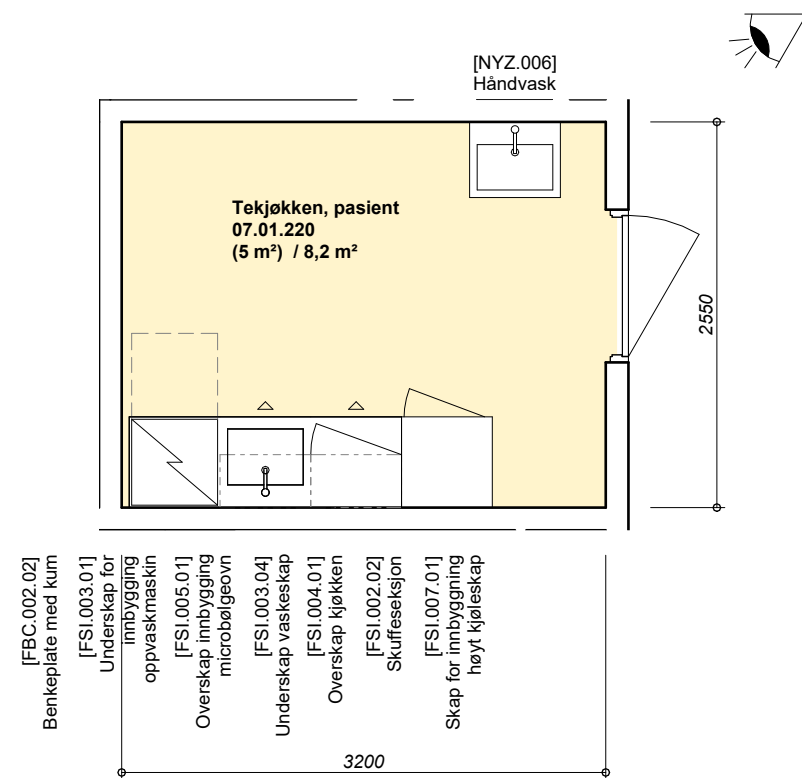 [NYZ.006]
Håndvask
Tekjøkken, pasient
07.01.220
(5 m²) / 8,2 m²
2550
[FBC.002.02]
Benkeplate med kum
[FSI.003.01]
Underskap for
innbygging
oppvaskmaskin
[FSI.005.01]
Overskap innbygging
microbølgeovn
[FSI.003.04]
Underskap vaskeskap
[FSI.004.01]
Overskap kjøkken
[FSI.002.02]
Skuffeseksjon
[FSI.007.01]
Skap for innbyggning
høyt kjøleskap
3200